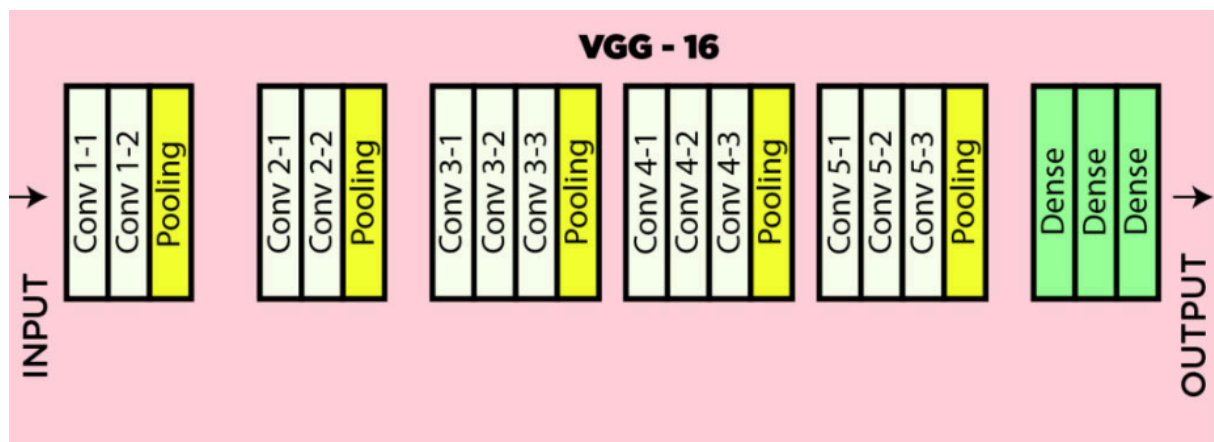 VGG - 16
INPUT
Conv 1-1
Conv 1-2
Pooling
Conv 2-1
Conv 2-2
Pooling
Conv 3-1
Conv 3-2
Conv 3-3
Pooling
Conv 4-1
Conv 4-2
Conv 4-3
Pooling
Conv 5-1
Conv 5-2
Conv 5-3
Pooling
Dense
Dense
Dense
OUTPUT